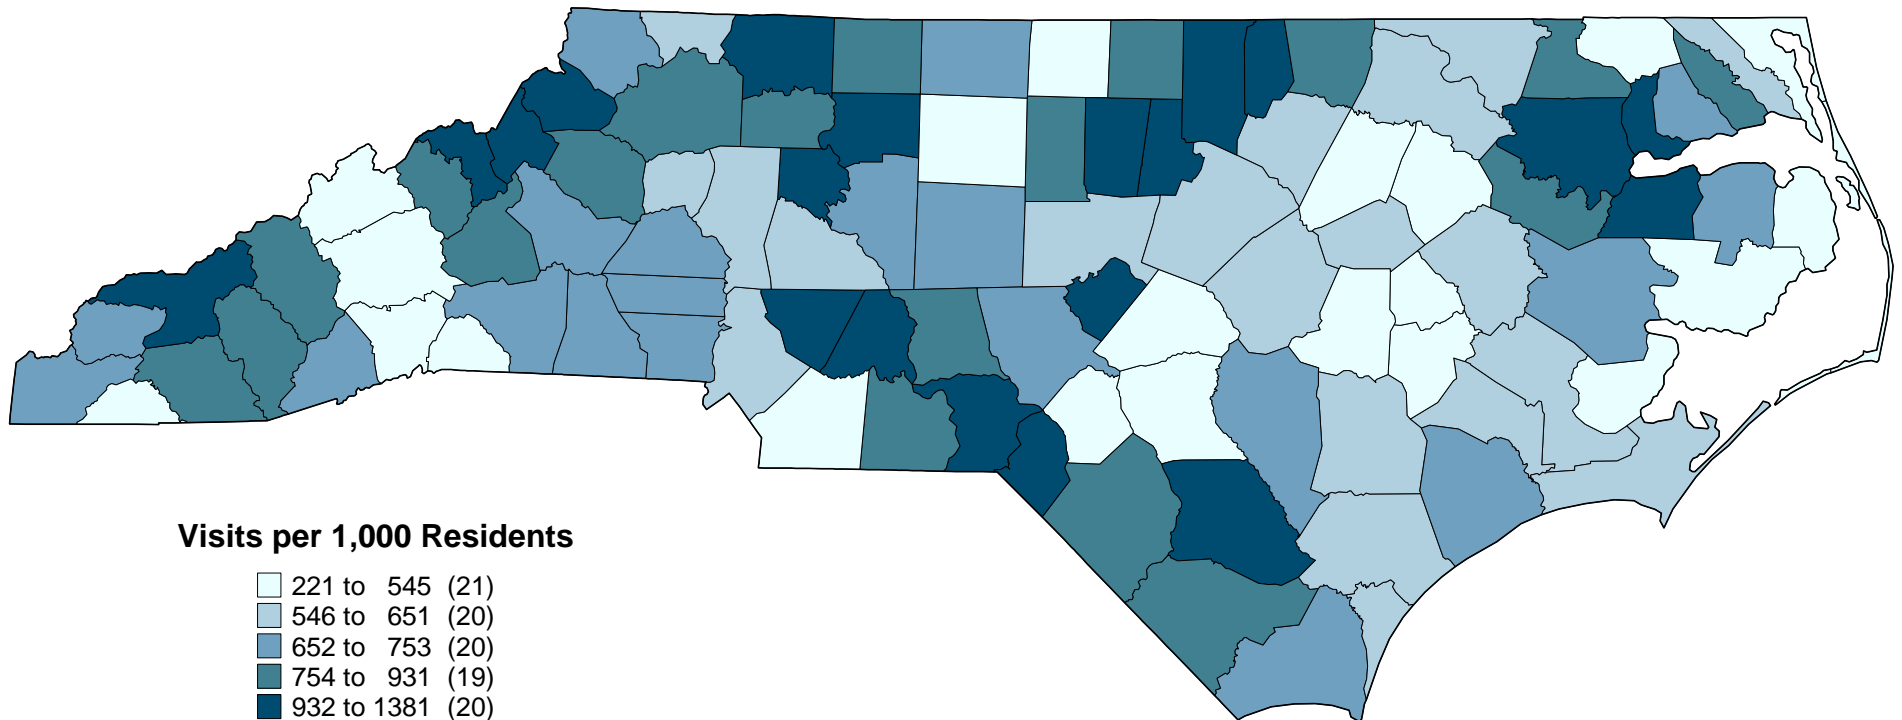 Visits per 1,000 Residents
221 to 545 (21)
546 to 651 (20)
652 to 753 (20)
754 to 931 (19)
932 to 1381 (20)